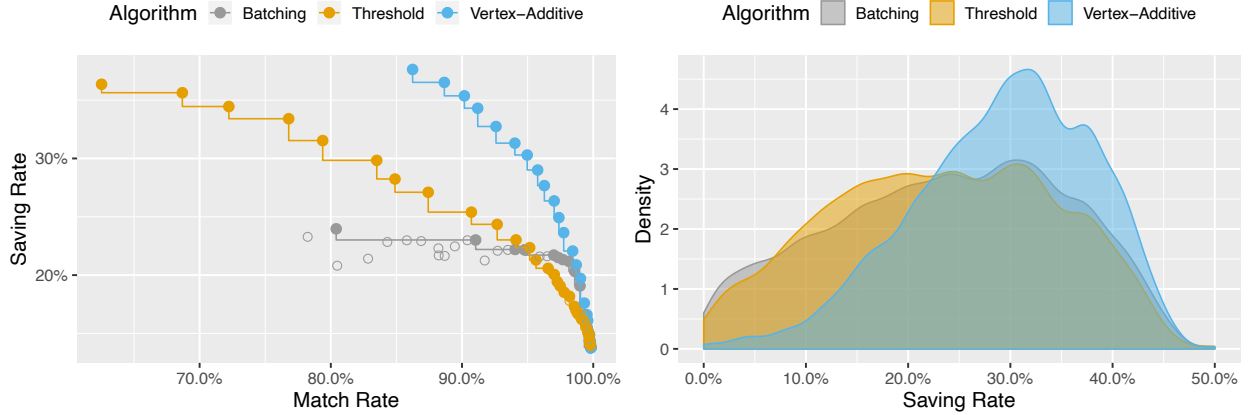 Algorithm Batching Threshold Vertex−Additive
30%
20%
Saving Rate
70.0% 80.0% 90.0% 100.0%
Match Rate
Algorithm Batching Threshold Vertex−Additive
4
3
2
1
0
Density
0.0% 10.0% 20.0% 30.0% 40.0% 50.0%
Saving Rate